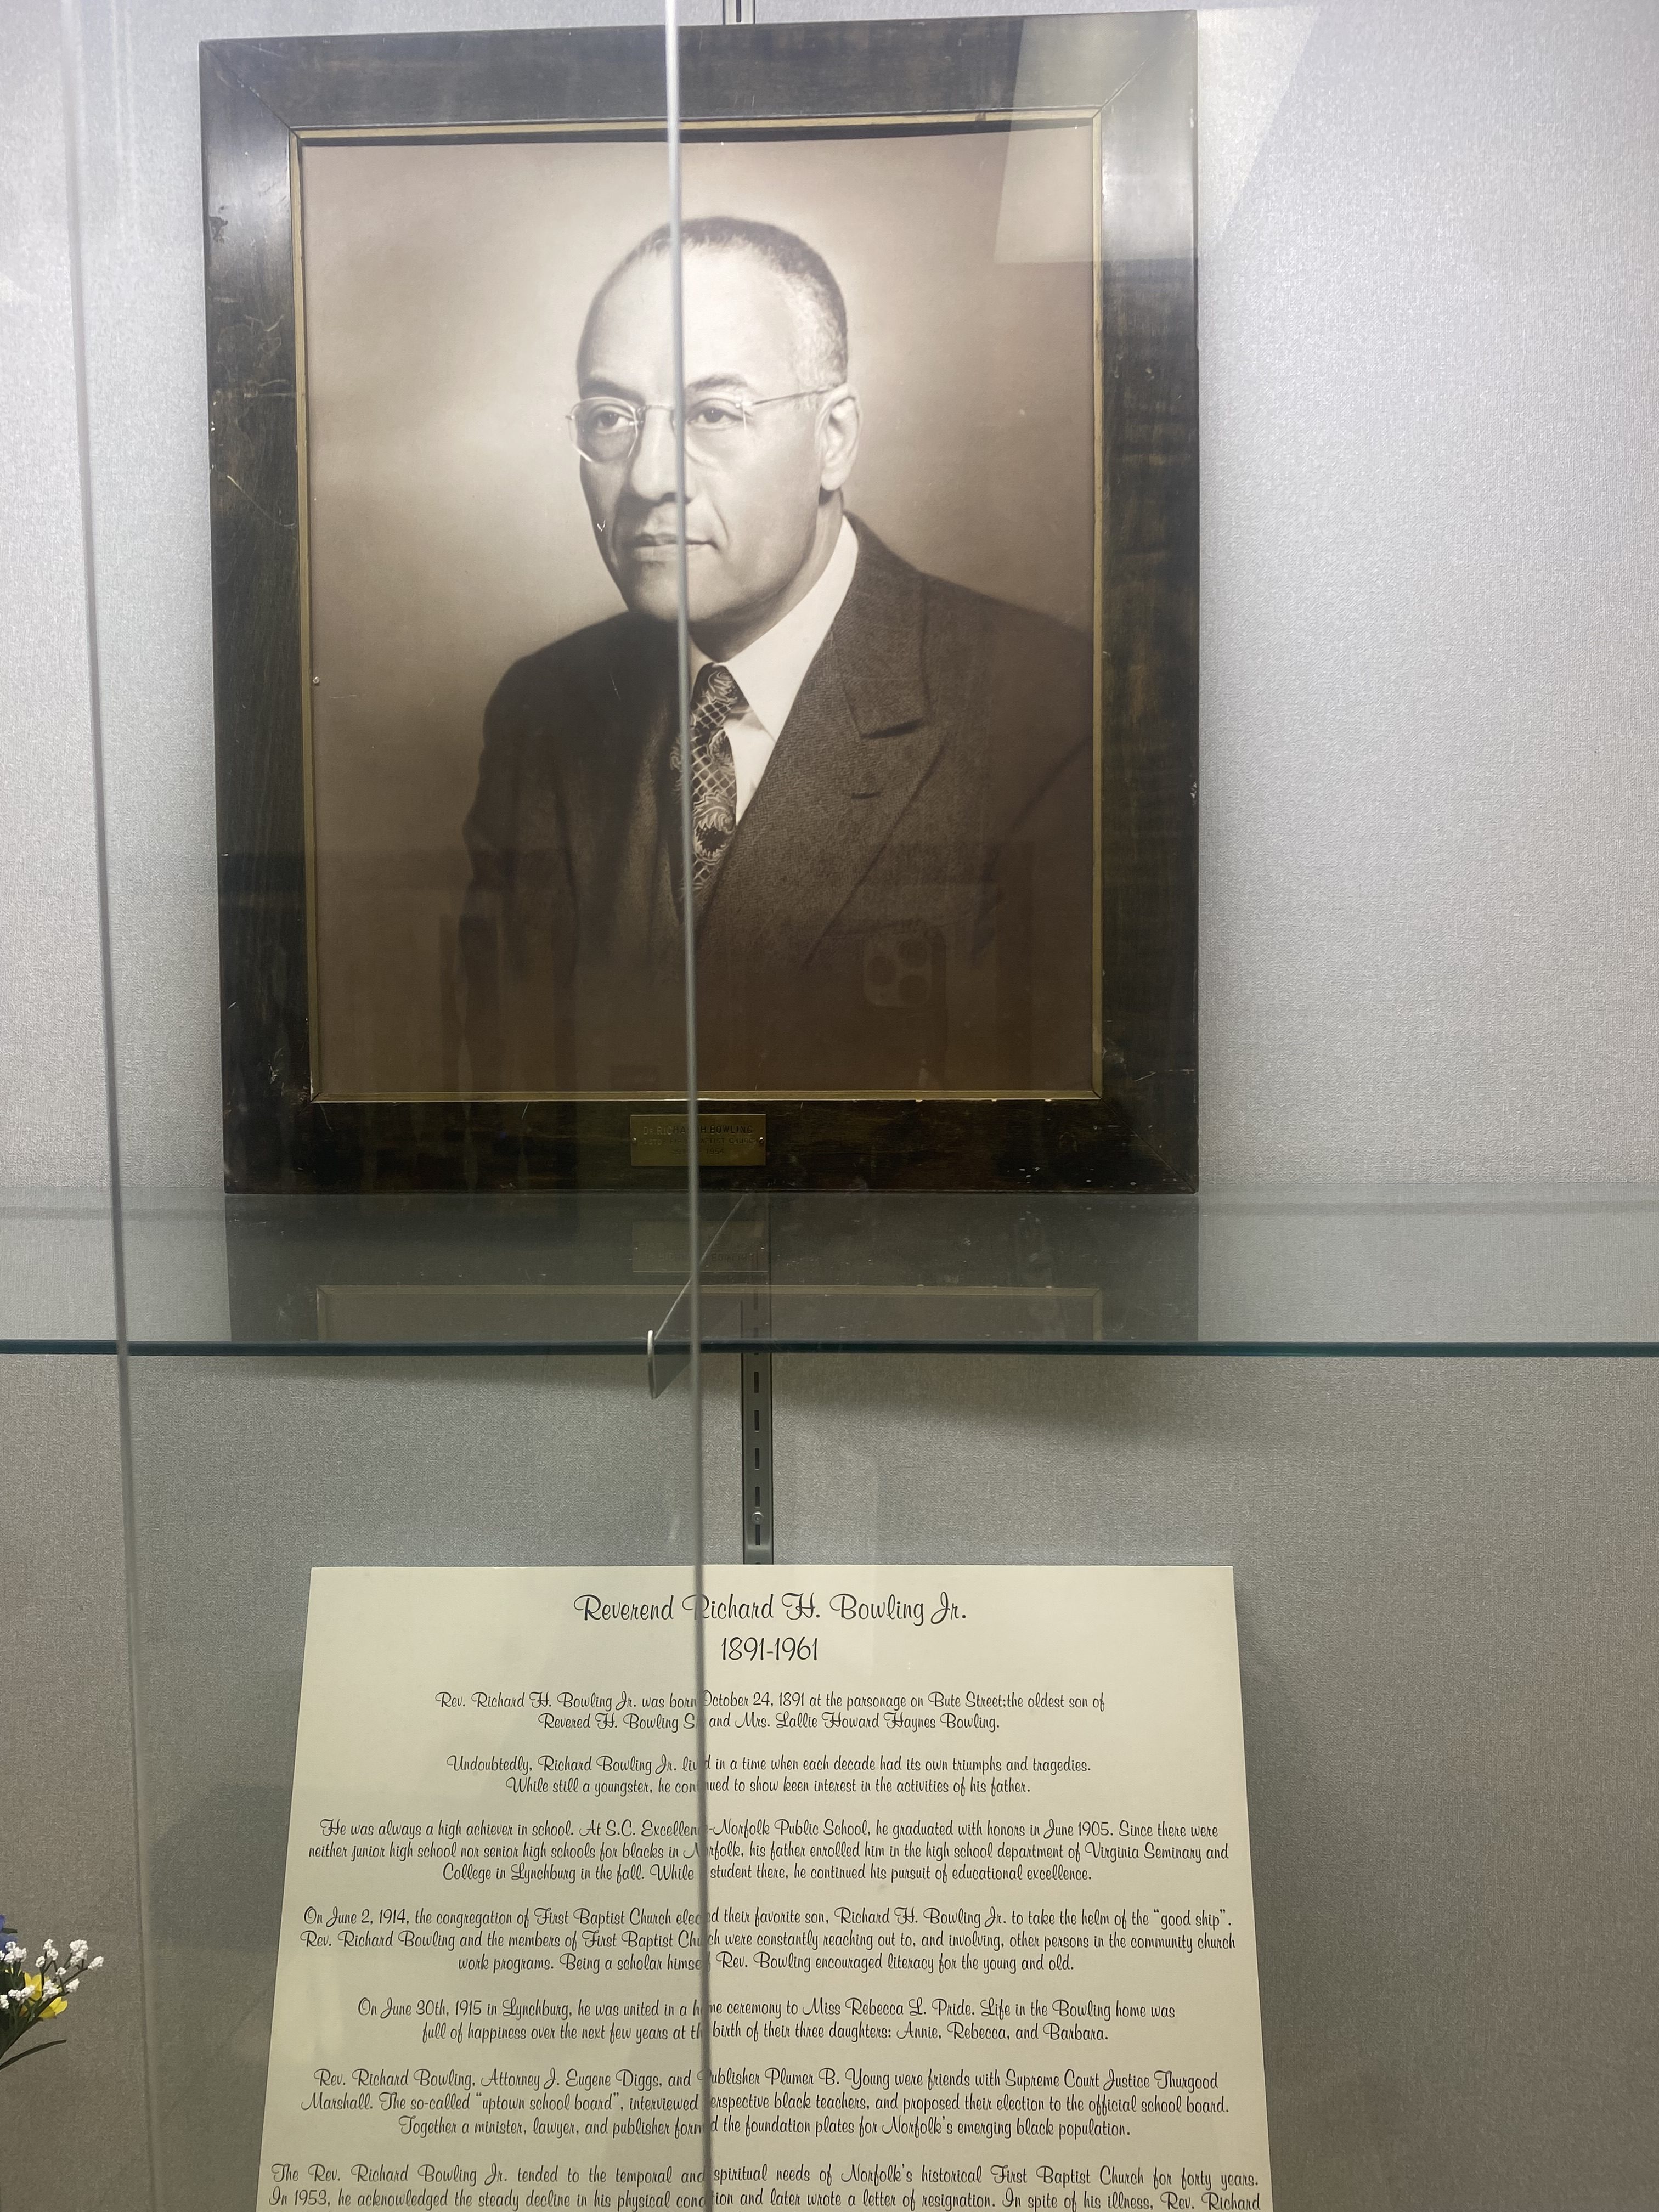 RICHA H BOWLING
Reverend Richard H. Bowling Jr.
1891-1961
Rev. Richard H. Bowling Jr. was born October 24, 1891 at the parsonage on Bute Street;the oldest son of
Revered H. Bowling S and Mrs. Lallie Howard Haynes Bowling.
Undoubtedly, Richard Bowling Jr. lived in a time when each decade had its own triumphs and tragedies.
While still a youngster, he continued to show keen interest in the activities of his father.
He was always a high achiever in school. At S.C. Excellen-Norfolk Public School, he graduated with honors in June 1905. Since there were
neither junior high school nor senior high schools for blacks in Norfolk, his father enrolled him in the high school department of Virginia Seminary and
College in Lynchburg in the fall. While student there, he continued his pursuit of educational excellence.
On June 2, 1914, the congregation of First Baptist Church elected their favorite son, Richard H. Bowling Jr. to take the helm of the "good ship".
Rev. Richard Bowling and the members of First Baptist Church were constantly reaching out to, and involving, other persons in the community church
work programs. Being a scholar himself Rev. Bowling encouraged literacy for the young and old.
On June 30th, 1915 in Lynchburg, he was united in a home ceremony to Miss Rebecca L. Pride. Life in the Bowling home was
full of happiness over the next few years at the birth of their three daughters: Annie, Rebecca, and Barbara.
Rev. Richard Bowling, Attorney J. Eugene Diggs, and Publisher Plumer B. Young were friends with Supreme Court Justice Thurgood
Marshall. The so-called "uptown school board", interviewed perspective black teachers, and proposed their election to the official school board.
Together a minister, lawyer, and publisher formed the foundation plates for Norfolk's emerging black population.
The Rev. Richard Bowling Jr. tended to the temporal and spiritual needs of Norfolk's historical First Baptist Church for forty years.
In 1953, he acknowledged the steady decline in his physical condition and later wrote a letter of resignation. In spite of his illness, Rev. Richard